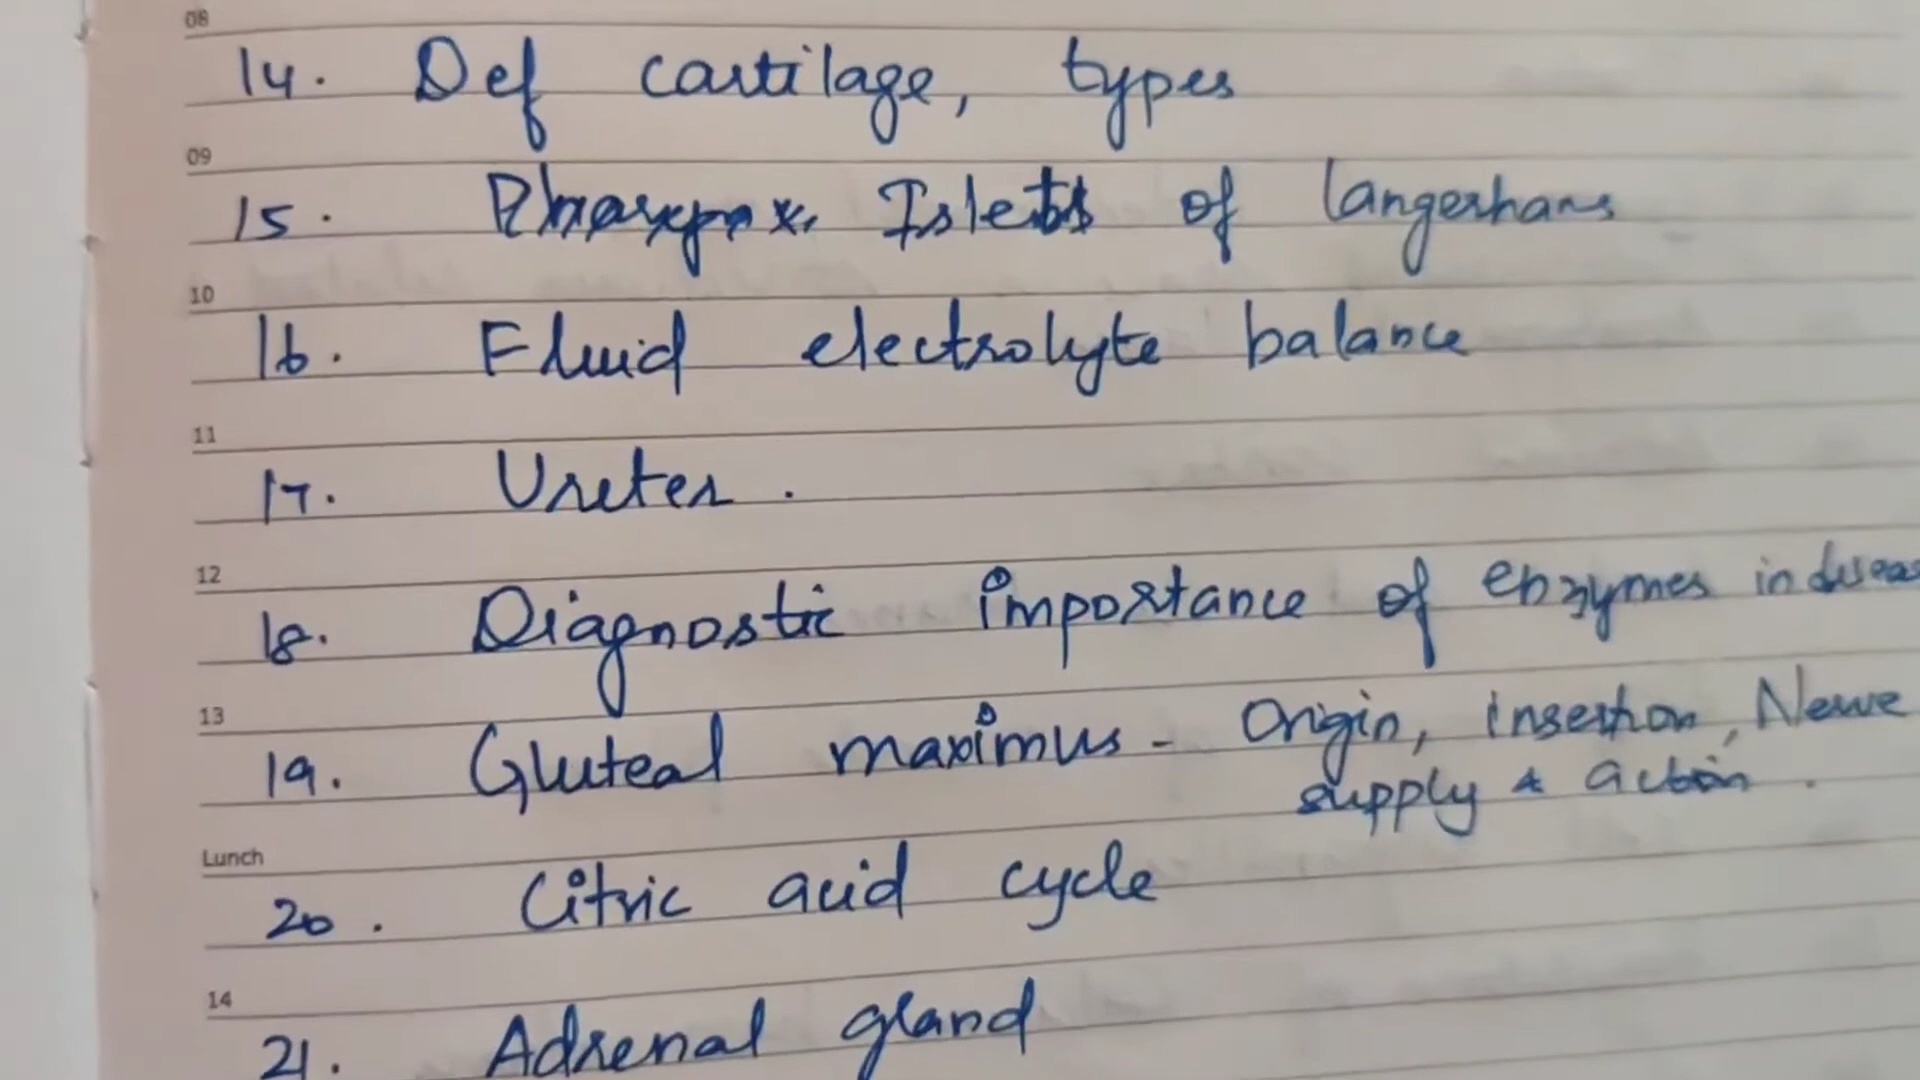 08
14. Def cartilage, types
09
15. Islets of langerhans
10
16. Fluid electrolyte balance
11
17. Ureter.
12
18. Diagnostic importance of enzymes in diseas
13
19. Gluteal maximus - Origin, insertion, Nerve
supply & action.
Lunch
20. Citric acid cycle
14
21. Adrenal gland